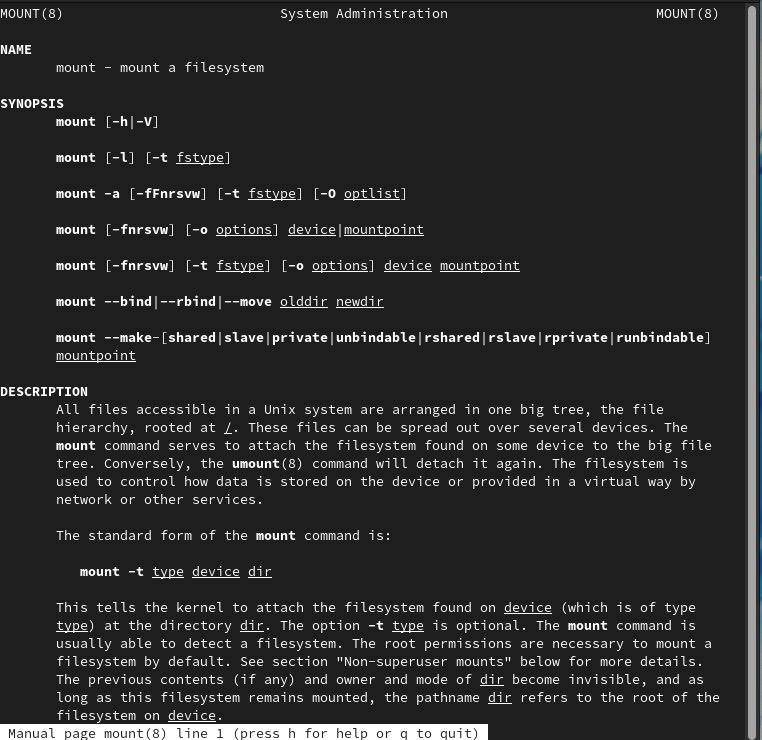 MOUNT(8) System Administration MOUNT(8)
NAME
mount - mount a filesystem
SYNOPSIS
mount [-h|-V]
mount [-l] [-t fstype]
mount -a [-fFnrsvw] [-t fstype] [-O optlist]
mount [-fnrsvw] [-o options] device|mountpoint
mount [-fnrsvw] [-t fstype] [-o options] device mountpoint
mount --bind|--rbind|--move olddir newdir
mount --make-[shared|slave|private|unbindable|rshared|rslave|rprivate|runbindable]
mountpoint
DESCRIPTION
All files accessible in a Unix system are arranged in one big tree, the file
hierarchy, rooted at /. These files can be spread out over several devices. The
mount command serves to attach the filesystem found on some device to the big file
tree. Conversely, the umount(8) command will detach it again. The filesystem is
used to control how data is stored on the device or provided in a virtual way by
network or other services.
The standard form of the mount command is:
mount -t type device dir
This tells the kernel to attach the filesystem found on device (which is of type
type) at the directory dir. The option -t type is optional. The mount command is
usually able to detect a filesystem. The root permissions are necessary to mount a
filesystem by default. See section "Non-superuser mounts" below for more details.
The previous contents (if any) and owner and mode of dir become invisible, and as
long as this filesystem remains mounted, the pathname dir refers to the root of the
filesystem on device.
Manual page mount(8) line 1 (press h for help or q to quit)